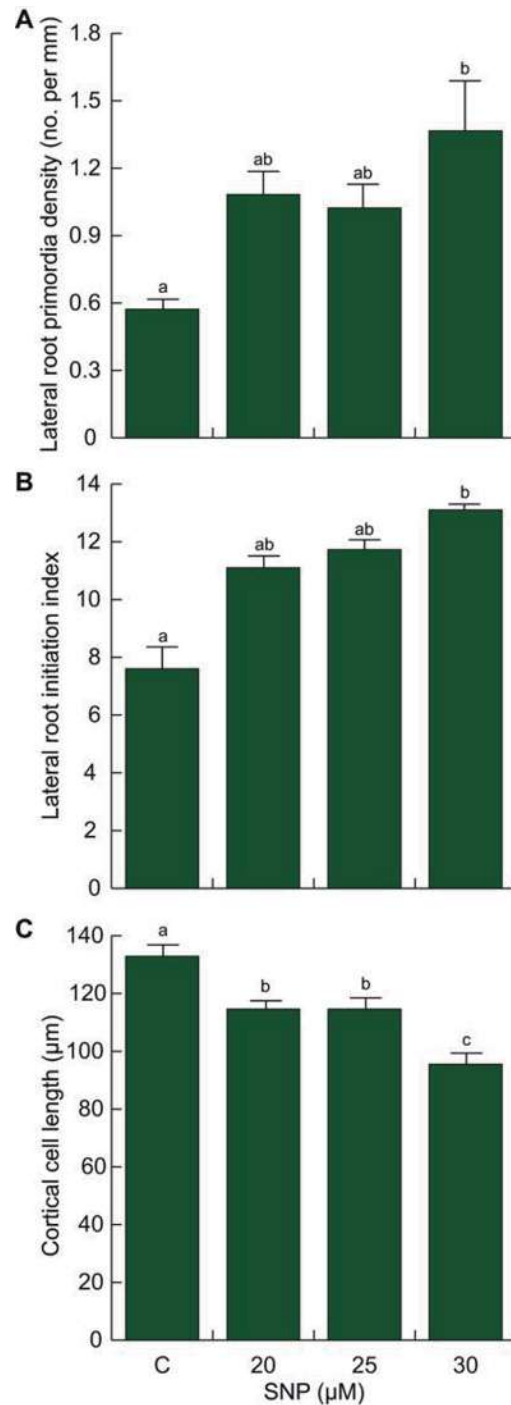 A
Lateral root primordia density (no. per mm)
1.8
1.5
1.2
0.9
0.6
0.3
0
a
ab
ab
b
B
Lateral root initiation index
14
12
10
8
6
4
2
0
a
ab
ab
b
C
Cortical cell length (µm)
140
120
100
80
60
40
20
0
a
b
b
c
C 20 25 30
SNP (µM)